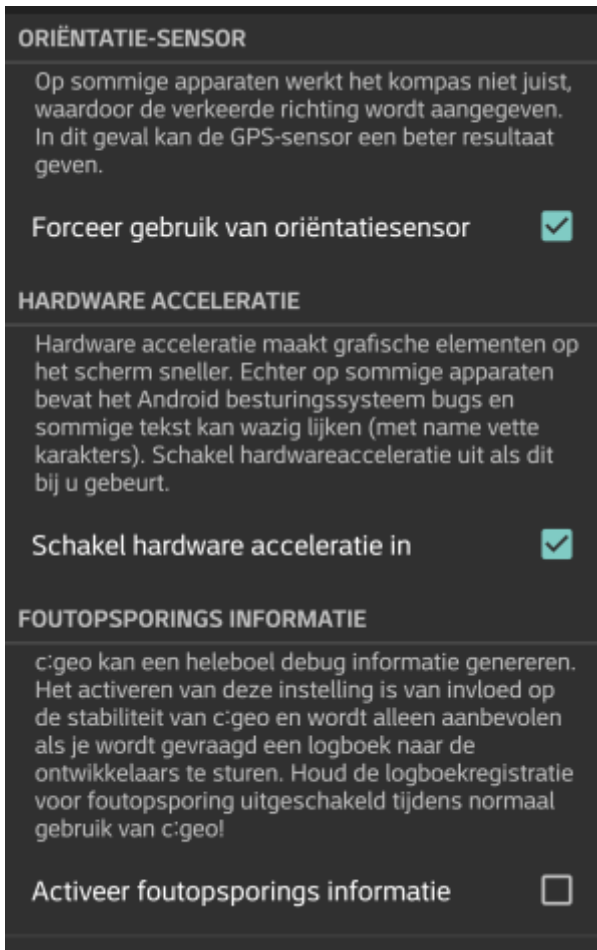 ORIËNTATIE-SENSOR
Op sommige apparaten werkt het kompas niet juist,
waardoor de verkeerde richting wordt aangegeven.
In dit geval kan de GPS-sensor een beter resultaat
geven.
Forceer gebruik van oriëntatiesensor
HARDWARE ACCELERATIE
Hardware acceleratie maakt grafische elementen op
het scherm sneller. Echter op sommige apparaten
bevat het Android besturingssysteem bugs en
sommige tekst kan wazig lijken (met name vette
karakters). Schakel hardwareacceleratie uit als dit
bij u gebeurt.
Schakel hardware acceleratie in
FOUTOPSPORINGS INFORMATIE
c:geo kan een heleboel debug informatie genereren.
Het activeren van deze instelling is van invloed op
de stabiliteit van c:geo en wordt alleen aanbevolen
als je wordt gevraagd een logboek naar de
ontwikkelaars te sturen. Houd de logboekregistratie
voor foutopsporing uitgeschakeld tijdens normaal
gebruik van c:geo!
Activeer foutopsporings informatie